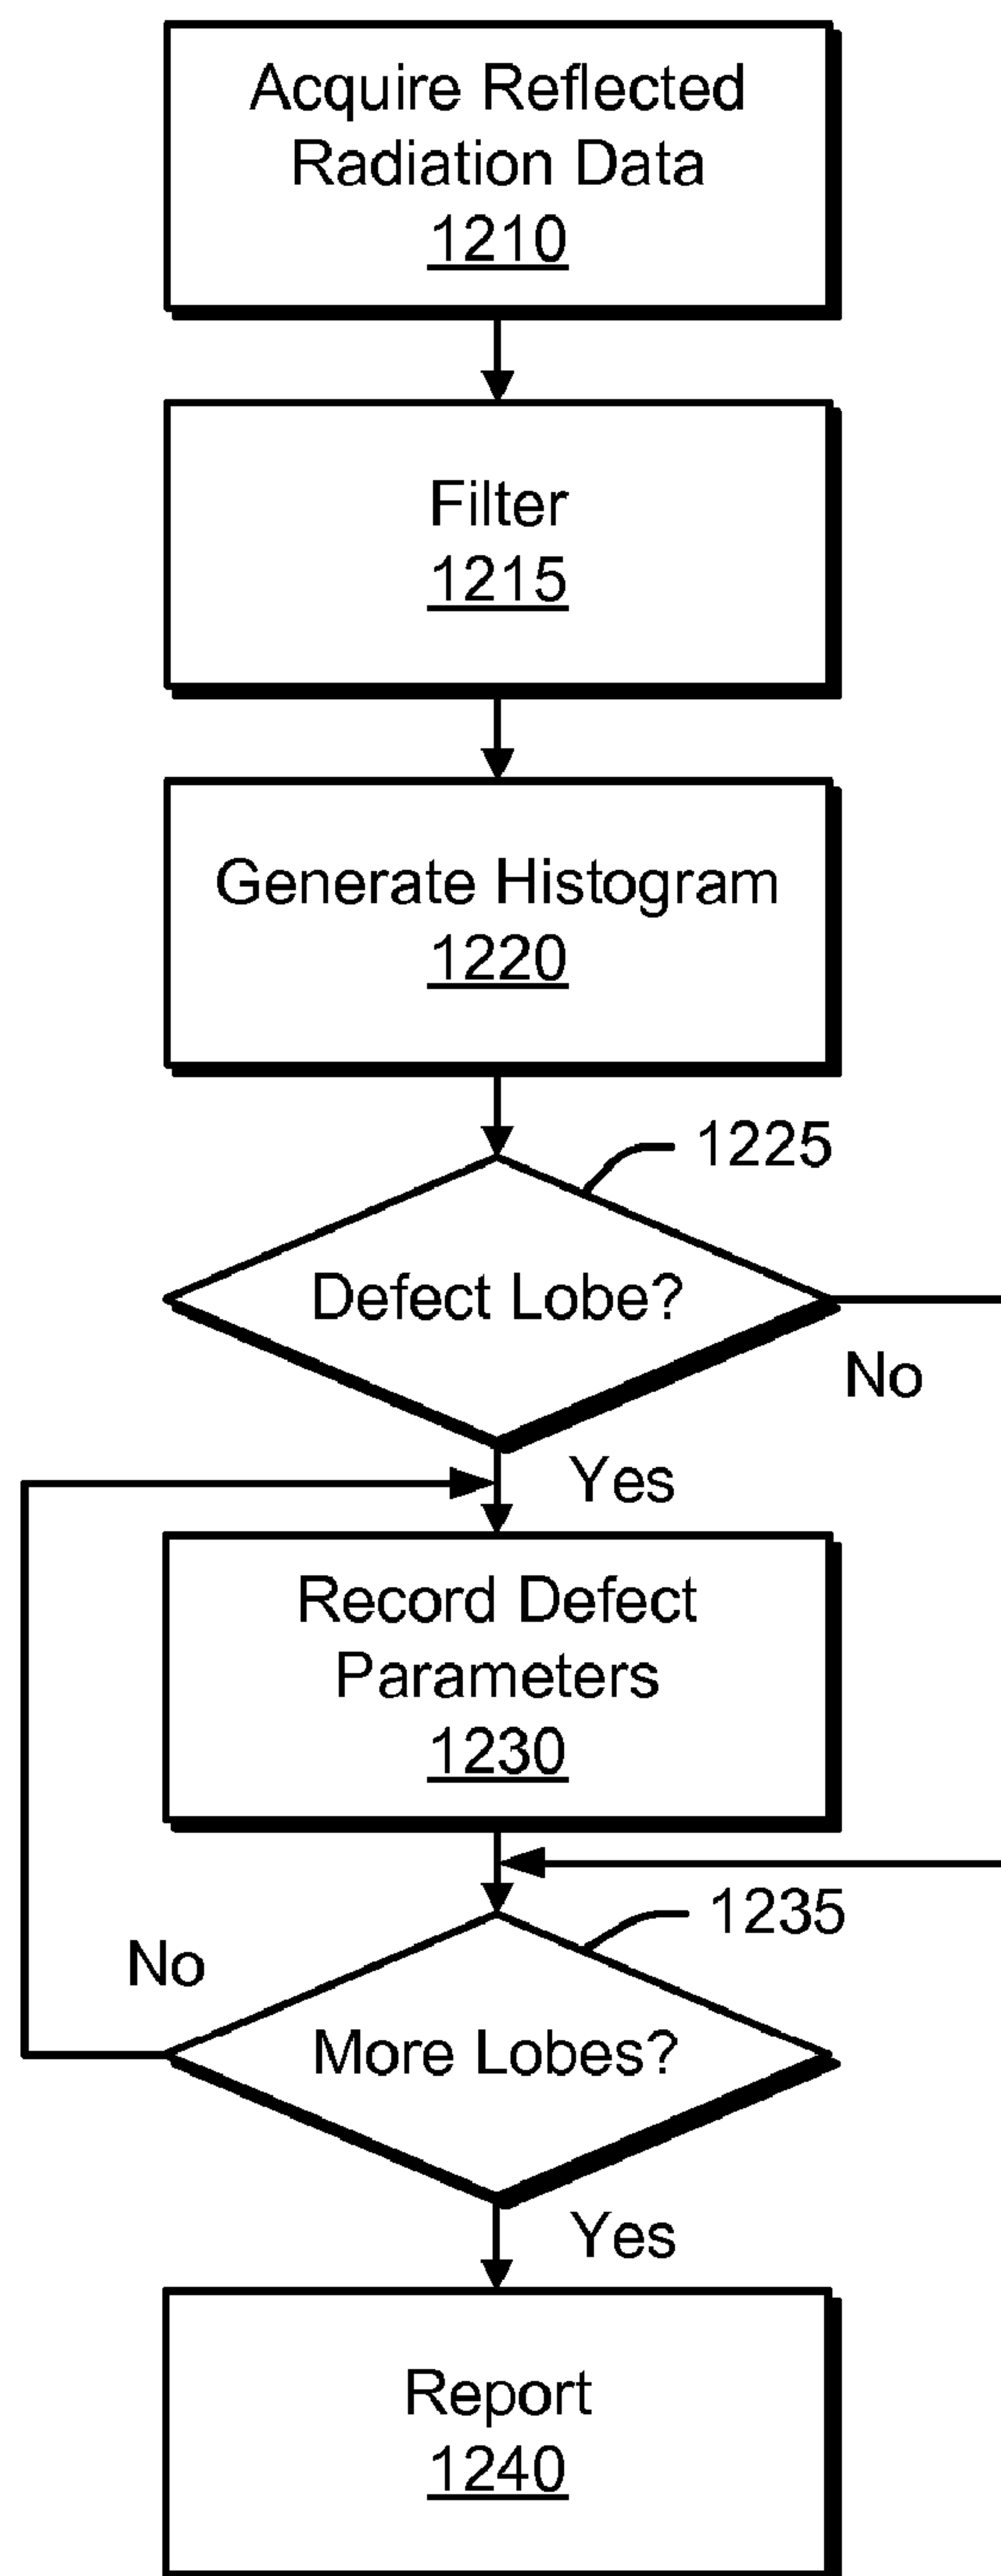 Acquire Reflected
Radiation Data
1210
Filter
1215
Generate Histogram
1220
1225
Defect Lobe?
No
Yes
Record Defect
Parameters
1230
1235
No
More Lobes?
Yes
Report
1240